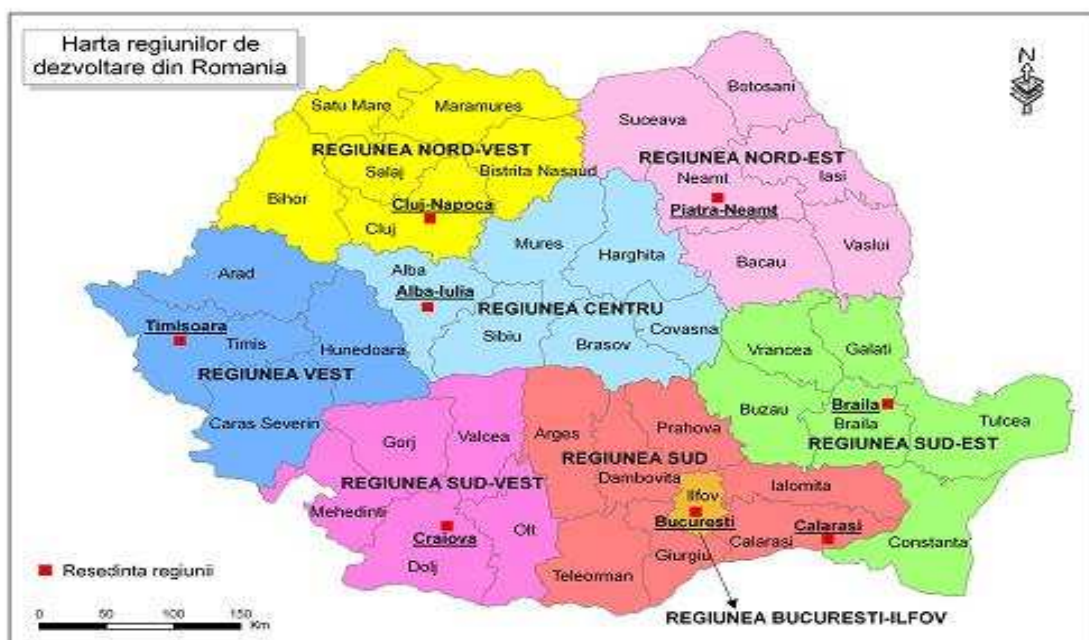 Harta regiunilor de
dezvoltare din Romania
N
Botosani
Satu Mare
Maramures
Suceava
REGIUNEA NORD-VEST
REGIUNEA NORD-EST
Salaj
Bistrita Nasaud
Neamt
Iasi
Bihor
Cluj-Napoca
Piatra-Neamt
Cluj
Mures
Harghita
Vaslui
Bacau
Arad
Alba
Alba-Iulia
REGIUNEA CENTRU
Timisoara
Timis
Hunedoara
Sibiu
Brasov
Covasna
Vrancea
Galati
REGIUNEA VEST
Buzau
Braila
Braila
Tulcea
Caras Severin
Gorj
Valcea
Arges
Prahova
REGIUNEA SUD-EST
REGIUNEA SUD
REGIUNEA SUD-VEST
Dambovita
Ialomita
Ilfov
Mehedinti
Olt
Bucuresti
Calarasi
Craiova
Giurgiu
Calarasi
Constanta
Dolj
Teleorman
Resedinta regiunii
0 50 100 150
Km
REGIUNEA BUCURESTI-ILFOV